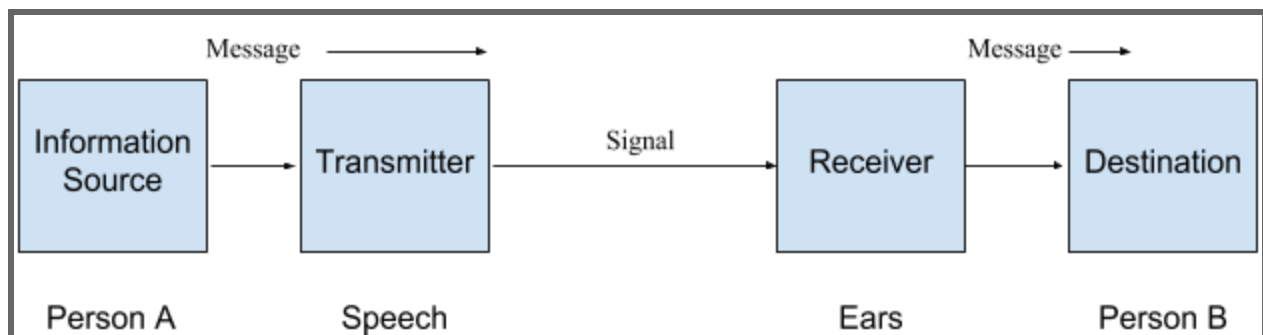 Message
Message
Information
Source
Transmitter
Signal
Receiver
Destination
Person A
Speech
Ears
Person B